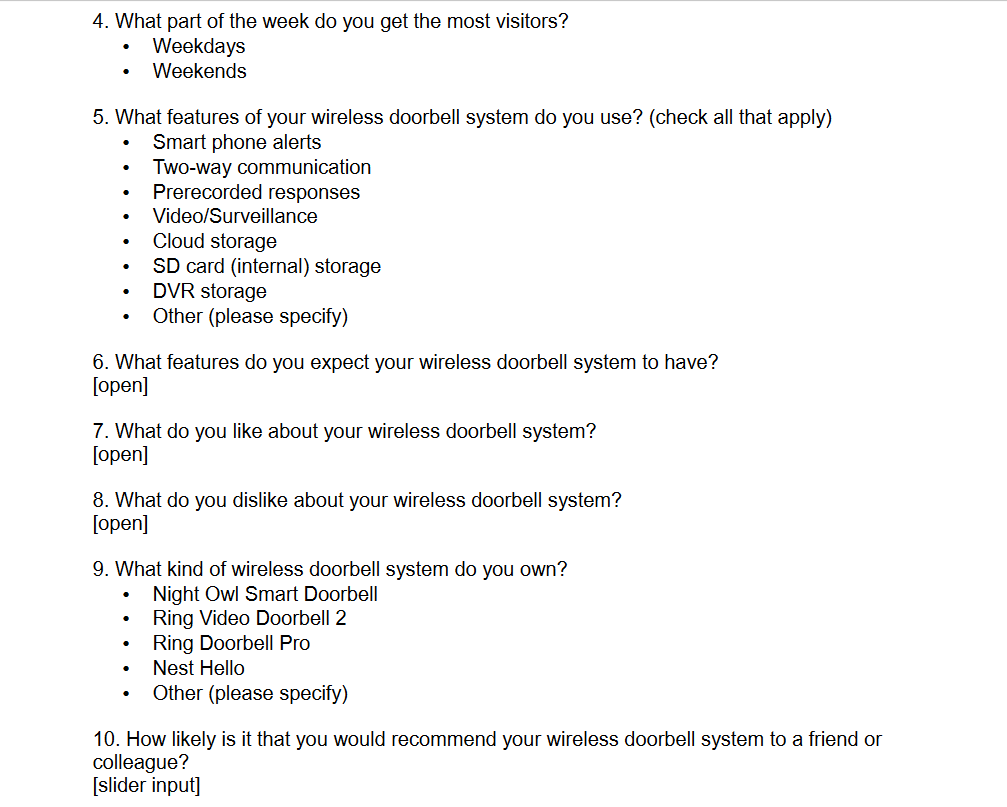 4. What part of the week do you get the most visitors?
• Weekdays
• Weekends
5. What features of your wireless doorbell system do you use? (check all that apply)
• Smart phone alerts
• Two-way communication
• Prerecorded responses
• Video/Surveillance
• Cloud storage
• SD card (internal) storage
• DVR storage
• Other (please specify)
6. What features do you expect your wireless doorbell system to have?
[open]
7. What do you like about your wireless doorbell system?
[open]
8. What do you dislike about your wireless doorbell system?
[open]
9. What kind of wireless doorbell system do you own?
• Night Owl Smart Doorbell
• Ring Video Doorbell 2
• Ring Doorbell Pro
• Nest Hello
• Other (please specify)
10. How likely is it that you would recommend your wireless doorbell system to a friend or
colleague?
[slider input]